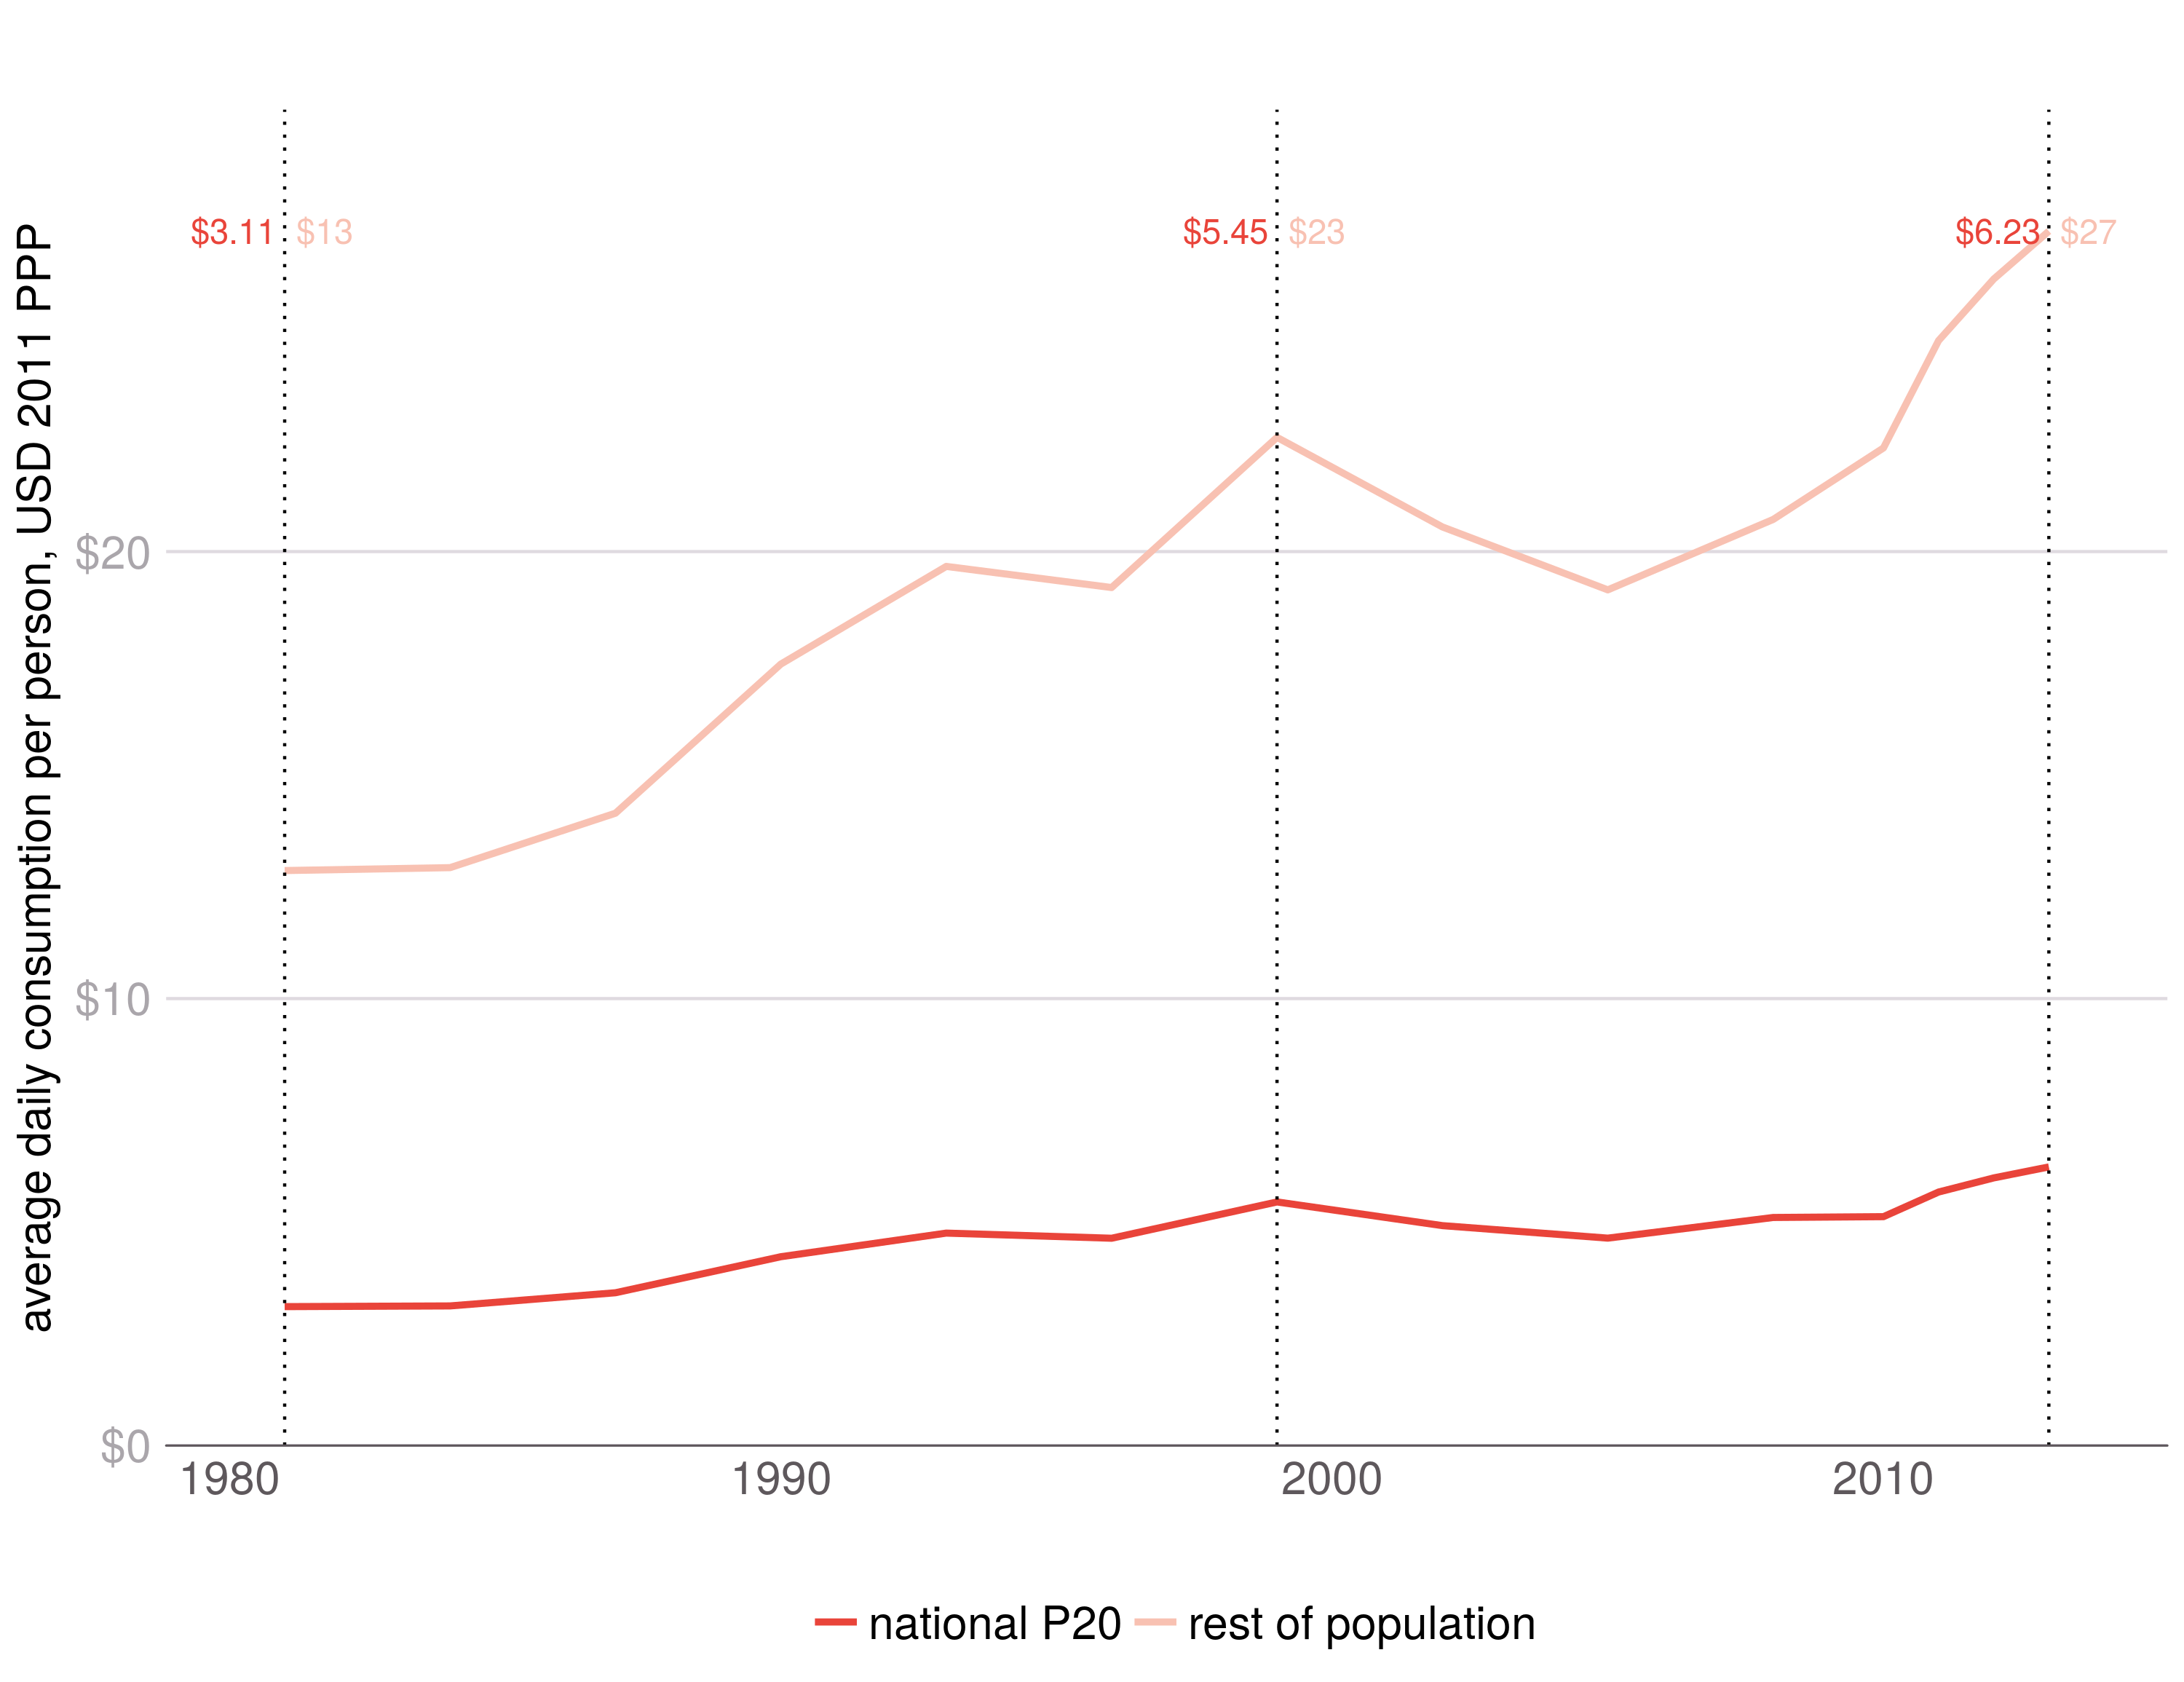 average daily consumption per person, USD 2011 PPP
$3.11 $13
$5.45 $23
$6.23 $27
$20
$10
$0
1980 1990 2000 2010
national P20 rest of population